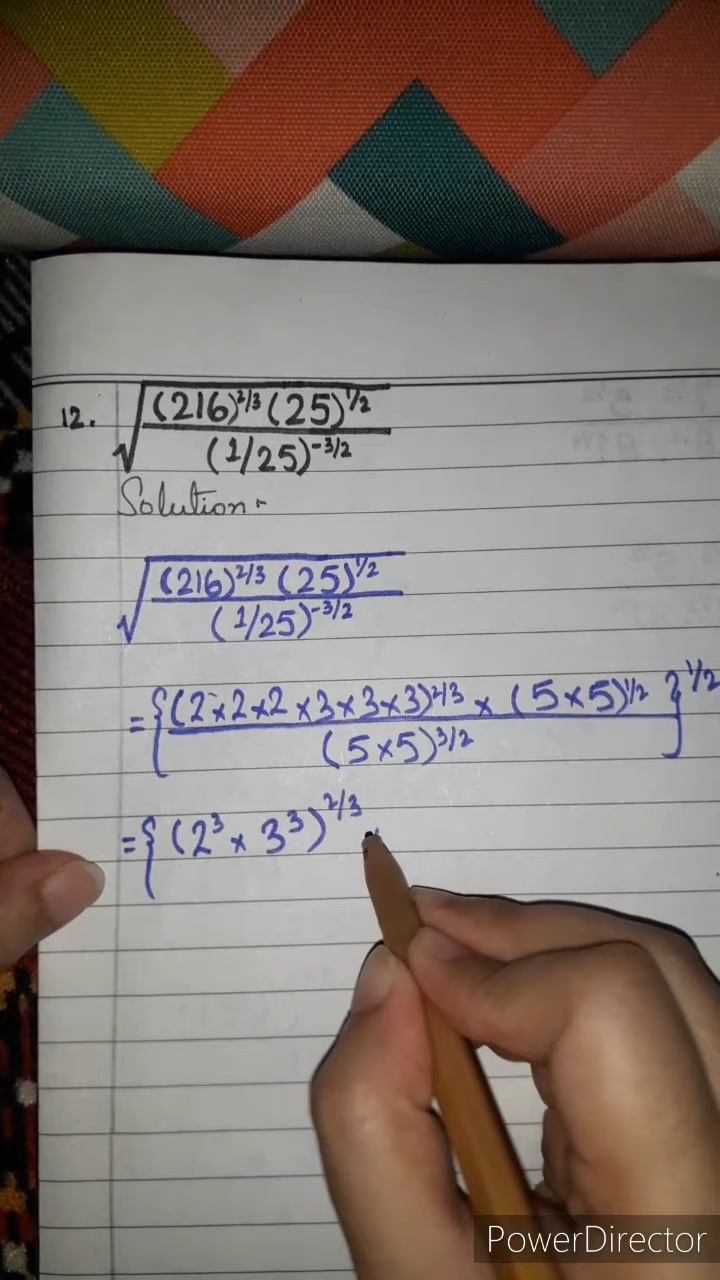 12. √((216)^2/3 (25)^1/2 / (1/25)^-3/2)
Solution:-
√((216)^2/3 (25)^1/2 / (1/25)^-3/2)
= {(2×2×2×3×3×3)^2/3 × (5×5)^1/2 / (5×5)^3/2}^1/2
= {(2^3 × 3^3)^2/3
PowerDirector